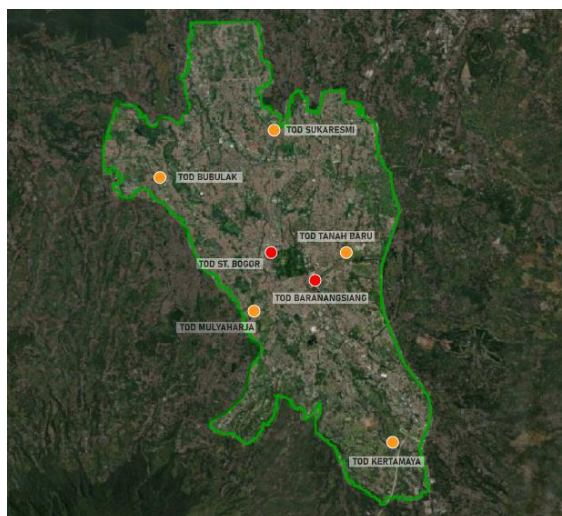 TOD SUKARESMI
TOD BUBULAK
TOD TANAH BARU
TOD ST. BOGOR
TOD BARANANGSIANG
TOD MULYAHARJA
TOD KERTAMAYA